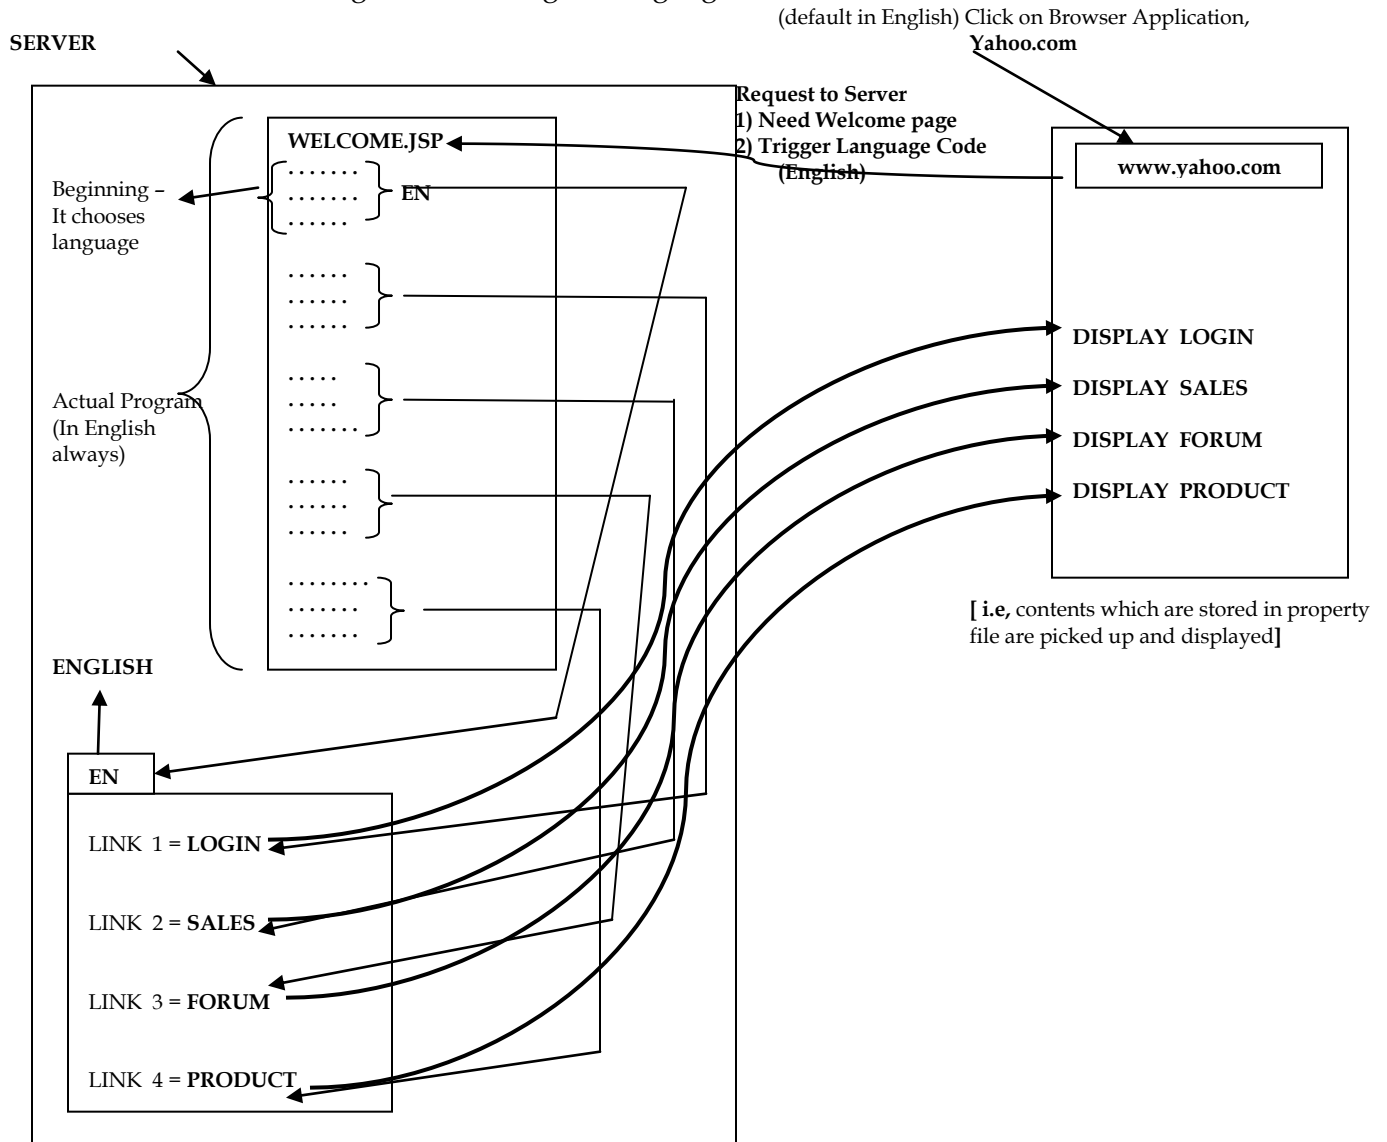 (default in English) Click on Browser Application,
Yahoo.com
SERVER
Request to Server
1) Need Welcome page
2) Trigger Language Code
(English)
WELCOME.JSP
www.yahoo.com
. . . . . . .
. . . . . . . EN
. . . . . .
Beginning –
It chooses
language
. . . . . .
. . . . . .
. . . . . .
DISPLAY LOGIN
DISPLAY SALES
DISPLAY FORUM
DISPLAY PRODUCT
. . . . .
. . . . .
. . . . . . .
Actual Program
(In English
always)
. . . . . .
. . . . . .
. . . . . .
. . . . . . . .
. . . . . . .
. . . . . . .
[ i.e, contents which are stored in property
file are picked up and displayed]
ENGLISH
EN
LINK 1 = LOGIN
LINK 2 = SALES
LINK 3 = FORUM
LINK 4 = PRODUCT